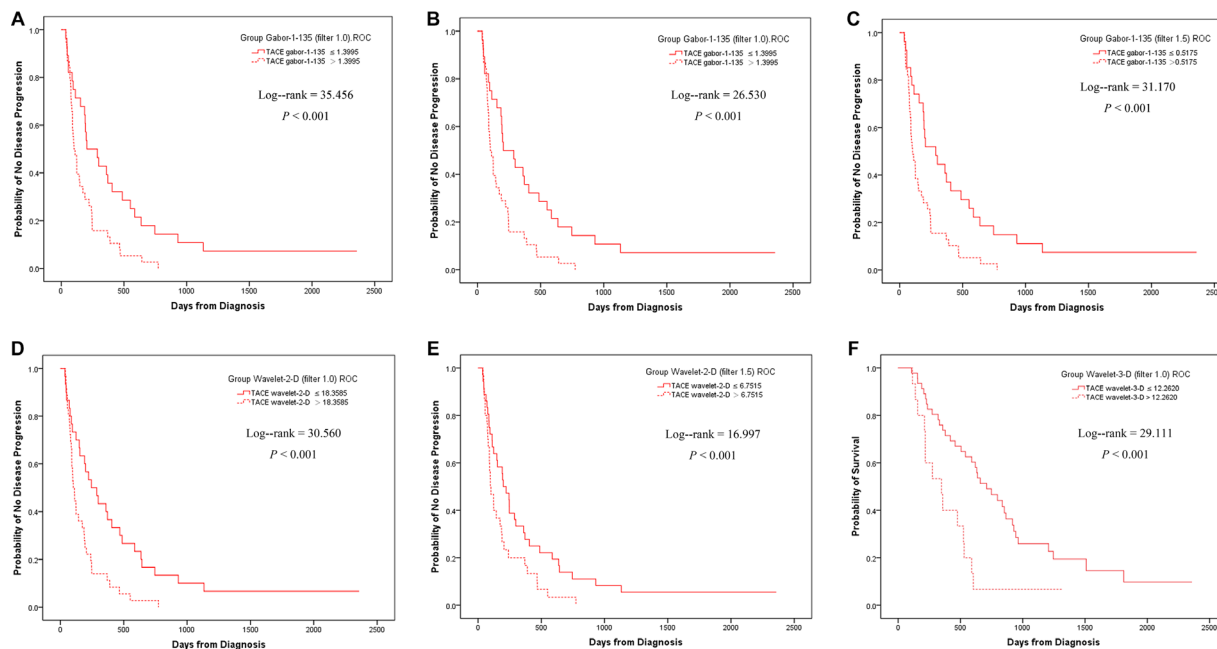 A
Group Gabor-1-135 (filter 1.0).ROC
TACE gabor-1-135 ≤ 1.3995
TACE gabor-1-135 > 1.3995
Log--rank = 35.456
P < 0.001
Probability of No Disease Progression
1.0
0.8
0.6
0.4
0.2
0.0
0 500 1000 1500 2000 2500
Days from Diagnosis
B
Group Gabor-1-135 (filter 1.0).ROC
TACE gabor-1-135 ≤ 1.3995
TACE gabor-1-135 > 1.3995
Log--rank = 26.530
P < 0.001
Probability of No Disease Progression
1.0
0.8
0.6
0.4
0.2
0.0
0 500 1000 1500 2000 2500
Days from Diagnosis
C
Group Gabor-1-135 (filter 1.5) ROC
TACE gabor-1-135 ≤ 0.5175
TACE gabor-1-135 >0.5175
Log--rank = 31.170
P < 0.001
Probability of No Disease Progression
1.0
0.8
0.6
0.4
0.2
0.0
0 500 1000 1500 2000 2500
Days from Diagnosis
D
Group Wavelet-2-D (filter 1.0) ROC
TACE wavelet-2-D ≤ 18.3585
TACE wavelet-2-D > 18.3585
Log--rank = 30.560
P < 0.001
Probability of No Disease Progression
1.0
0.8
0.6
0.4
0.2
0.0
0 500 1000 1500 2000 2500
Days from Diagnosis
E
Group Wavelet-2-D (filter 1.5) ROC
TACE wavelet-2-D ≤ 6.7515
TACE wavelet-2-D > 6.7515
Log--rank = 16.997
P < 0.001
Probability of No Disease Progression
1.0
0.8
0.6
0.4
0.2
0.0
0 500 1000 1500 2000 2500
Days from Diagnosis
F
Group Wavelet-3-D (filter 1.0) ROC
TACE wavelet-3-D ≤ 12.2620
TACE wavelet-3-D > 12.2620
Log--rank = 29.111
P < 0.001
Probability of Survival
1.0
0.8
0.6
0.4
0.2
0.0
0 500 1000 1500 2000 2500
Days from Diagnosis